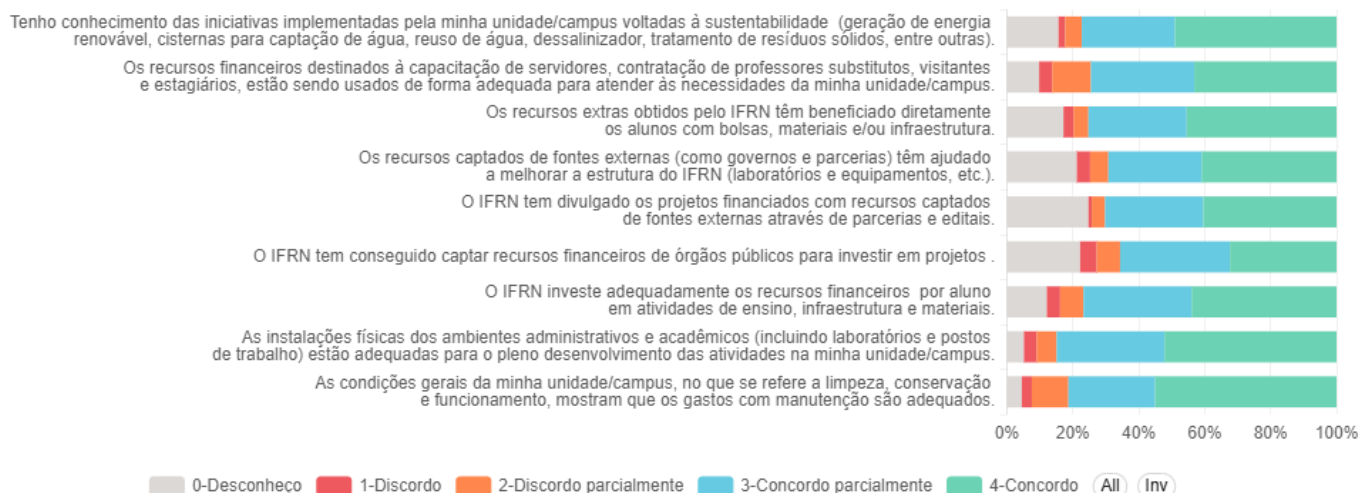 Tenho conhecimento das iniciativas implementadas pela minha unidade/campus voltadas à sustentabilidade (geração de energia
renovável, cisternas para captação de água, reuso de água, dessalinizador, tratamento de resíduos sólidos, entre outras).
Os recursos financeiros destinados à capacitação de servidores, contratação de professores substitutos, visitantes
e estagiários, estão sendo usados de forma adequada para atender às necessidades da minha unidade/campus.
Os recursos extras obtidos pelo IFRN têm beneficiado diretamente
os alunos com bolsas, materiais e/ou infraestrutura.
Os recursos captados de fontes externas (como governos e parcerias) têm ajudado
a melhorar a estrutura do IFRN (laboratórios e equipamentos, etc.).
O IFRN tem divulgado os projetos financiados com recursos captados
de fontes externas através de parcerias e editais.
O IFRN tem conseguido captar recursos financeiros de órgãos públicos para investir em projetos .
O IFRN investe adequadamente os recursos financeiros por aluno
em atividades de ensino, infraestrutura e materiais.
As instalações físicas dos ambientes administrativos e acadêmicos (incluindo laboratórios e postos
de trabalho) estão adequadas para o pleno desenvolvimento das atividades na minha unidade/campus.
As condições gerais da minha unidade/campus, no que se refere a limpeza, conservação
e funcionamento, mostram que os gastos com manutenção são adequados.
0% 20% 40% 60% 80% 100%
0-Desconheço 1-Discordo 2-Discordo parcialmente 3-Concordo parcialmente 4-Concordo All Inv